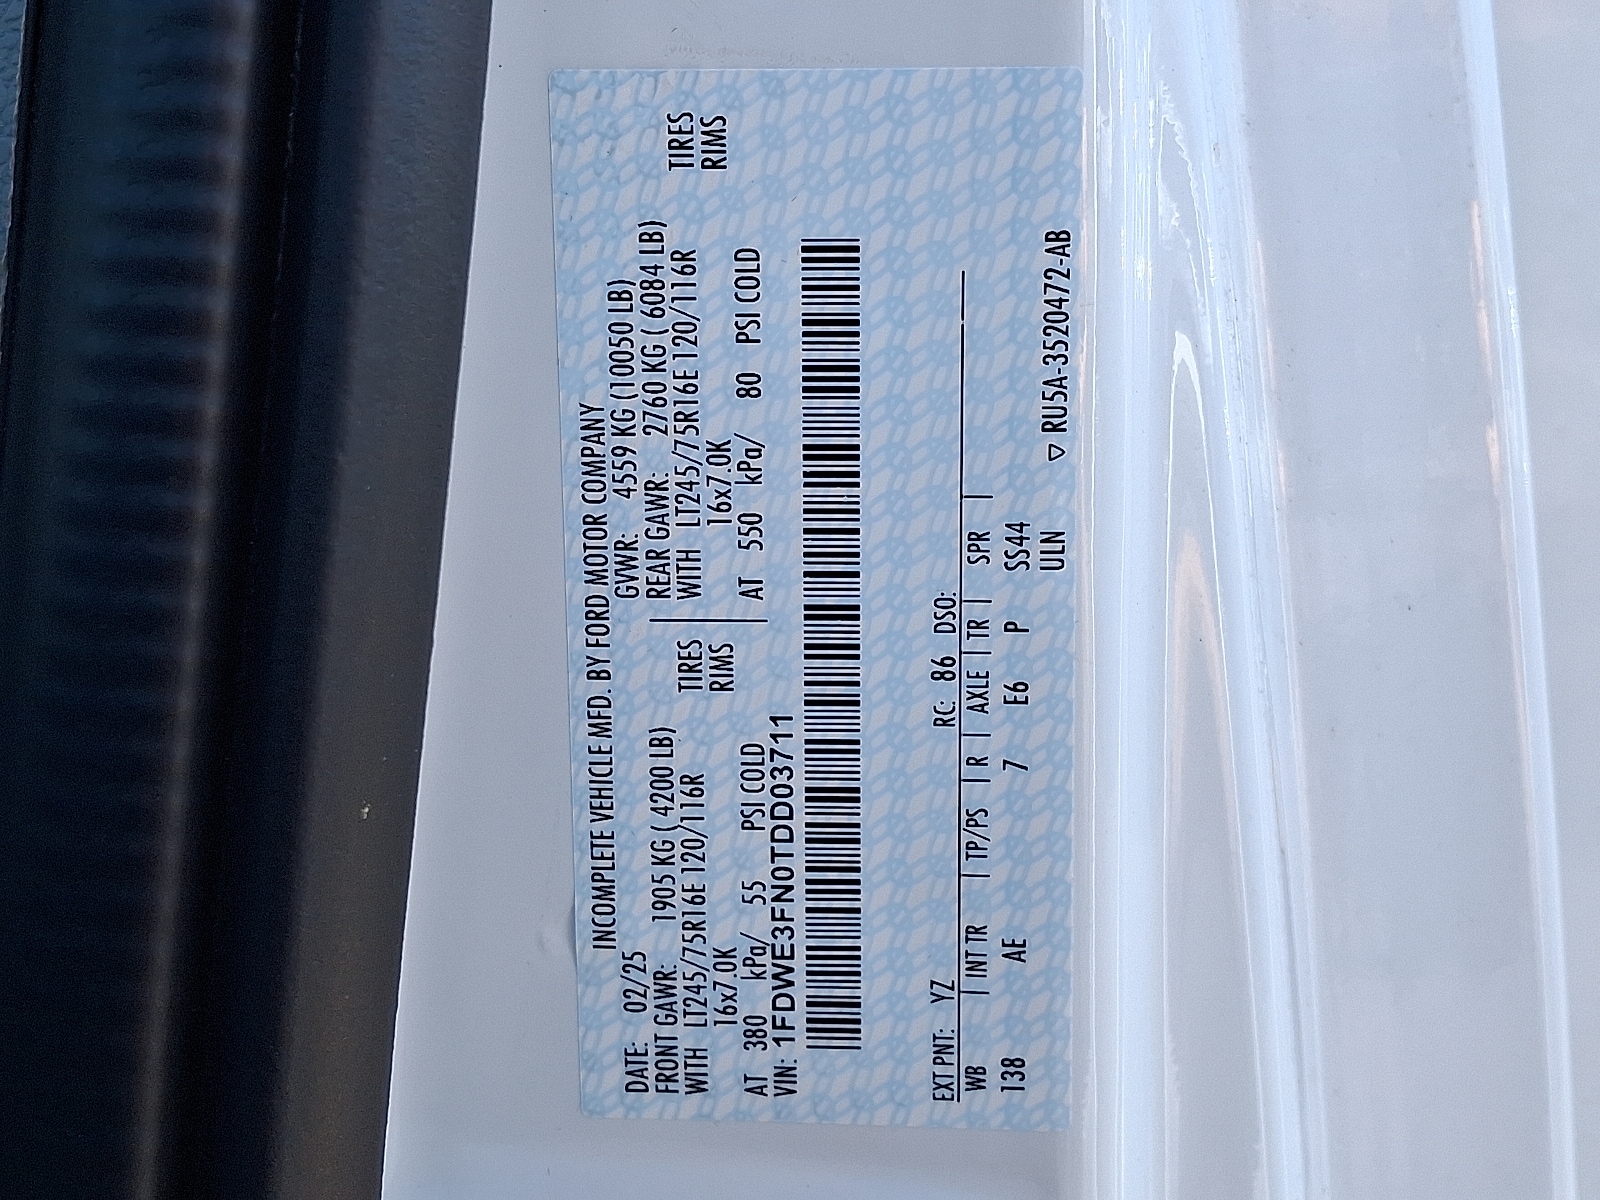 INCOMPLETE VEHICLE MFD. BY FORD MOTOR COMPANY
DATE: 02/25 GVWR: 4559 KG (10050 LB)
FRONT GAWR: 1905 KG ( 4200 LB) REAR GAWR: 2760 KG ( 6084 LB)
WITH LT245/75R16E 120/116R TIRES WITH LT245/75R16E 120/116R TIRES
16x7.0K RIMS 16x7.0K RIMS
AT 380 kPa/ 55 PSI COLD AT 550 kPa/ 80 PSI COLD
VIN: 1FDWE3FN0TDD03711
EXT PNT: YZ RC: 86 DSO:
WB | INT TR | TP/PS | R | AXLE | TR | SPR |
138 AE 7 E6 P SS44
ULN ▽ RU5A-3520472-AB